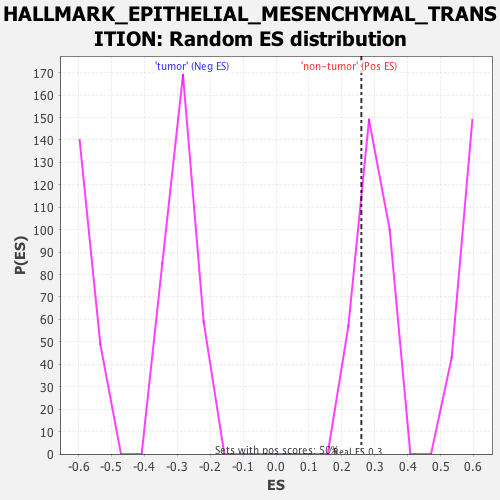 HALLMARK_EPITHELIAL_MESENCHYMAL_TRANS
ITION: Random ES distribution
'tumor' (Neg ES)
'non-tumor' (Pos ES)
170
160
150
140
130
120
110
100
90
80
70
60
50
40
30
20
10
0
P(ES)
Sets with pos scores: 50%
Real ES 0.3
-0.6 -0.5 -0.4 -0.3 -0.2 -0.1 0.0 0.1 0.2 0.3 0.4 0.5 0.6
ES